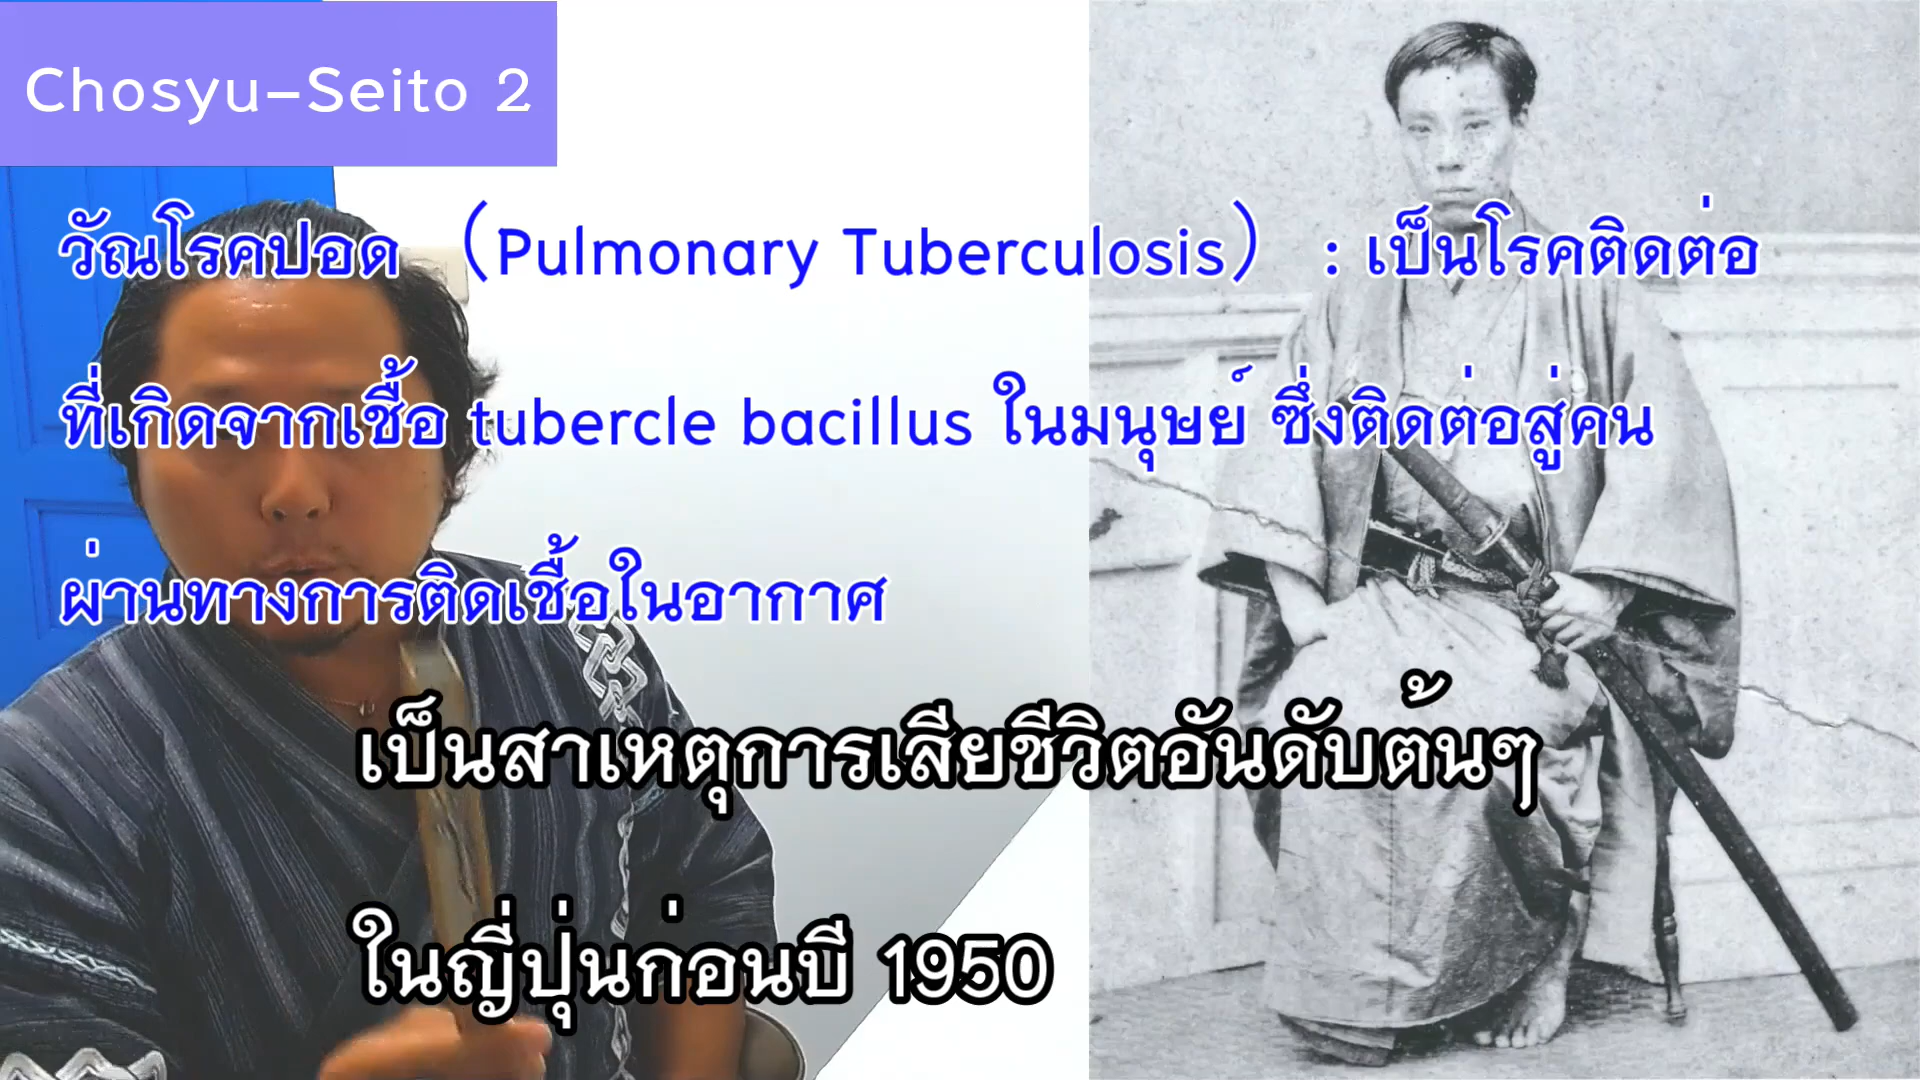 Chosyu-Seito 2
วัณโรคปอด （Pulmonary Tuberculosis） : เป็นโรคติดต่อ
ที่เกิดจากเชื้อ tubercle bacillus ในมนุษย์ ซึ่งติดต่อสู่คน
ผ่านทางการติดเชื้อในอากาศ
เป็นสาเหตุการเสียชีวิตอันดับต้นๆ
ในญี่ปุ่นก่อนปี 1950